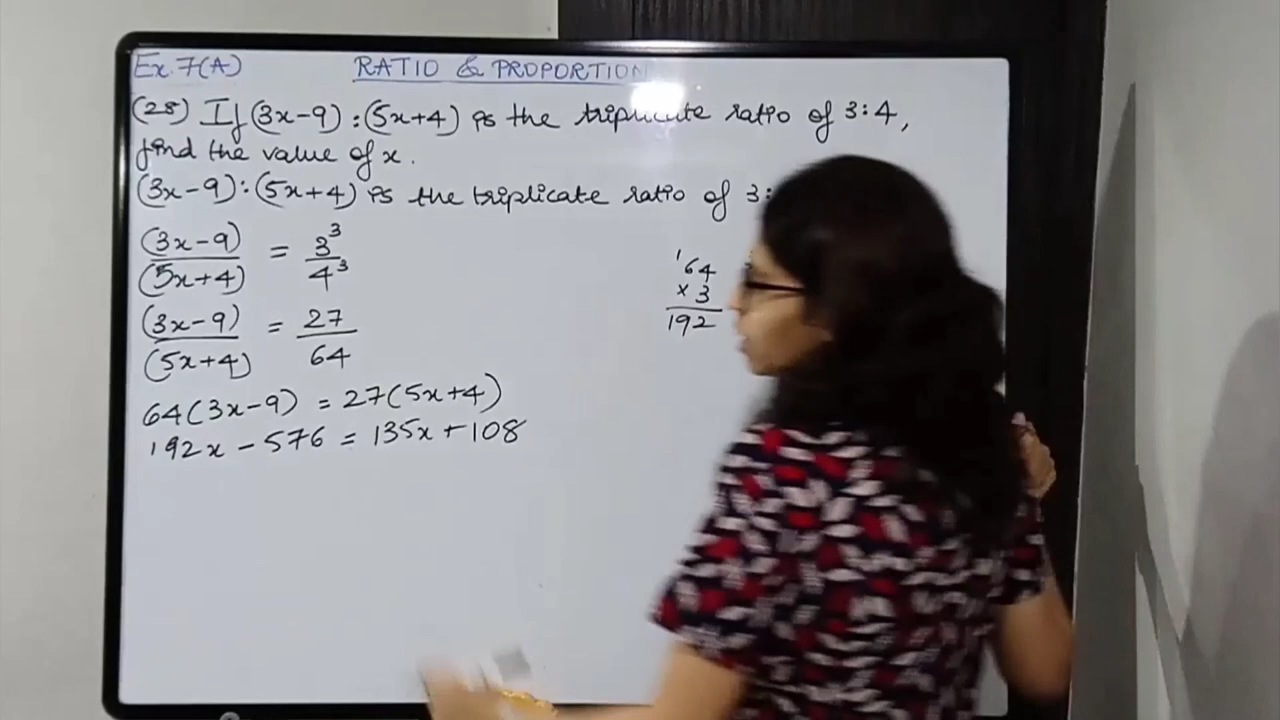 Ex.7(A) RATIO & PROPORTION
(28) If (3x-9) : (5x+4) is the triplicate ratio of 3:4,
find the value of x.
(3x-9) : (5x+4) is the triplicate ratio of 3:
(3x-9)/(5x+4) = 3³/4³
(3x-9)/(5x+4) = 27/64
64(3x-9) = 27(5x+4)
192x - 576 = 135x + 108
1
64
× 3
192